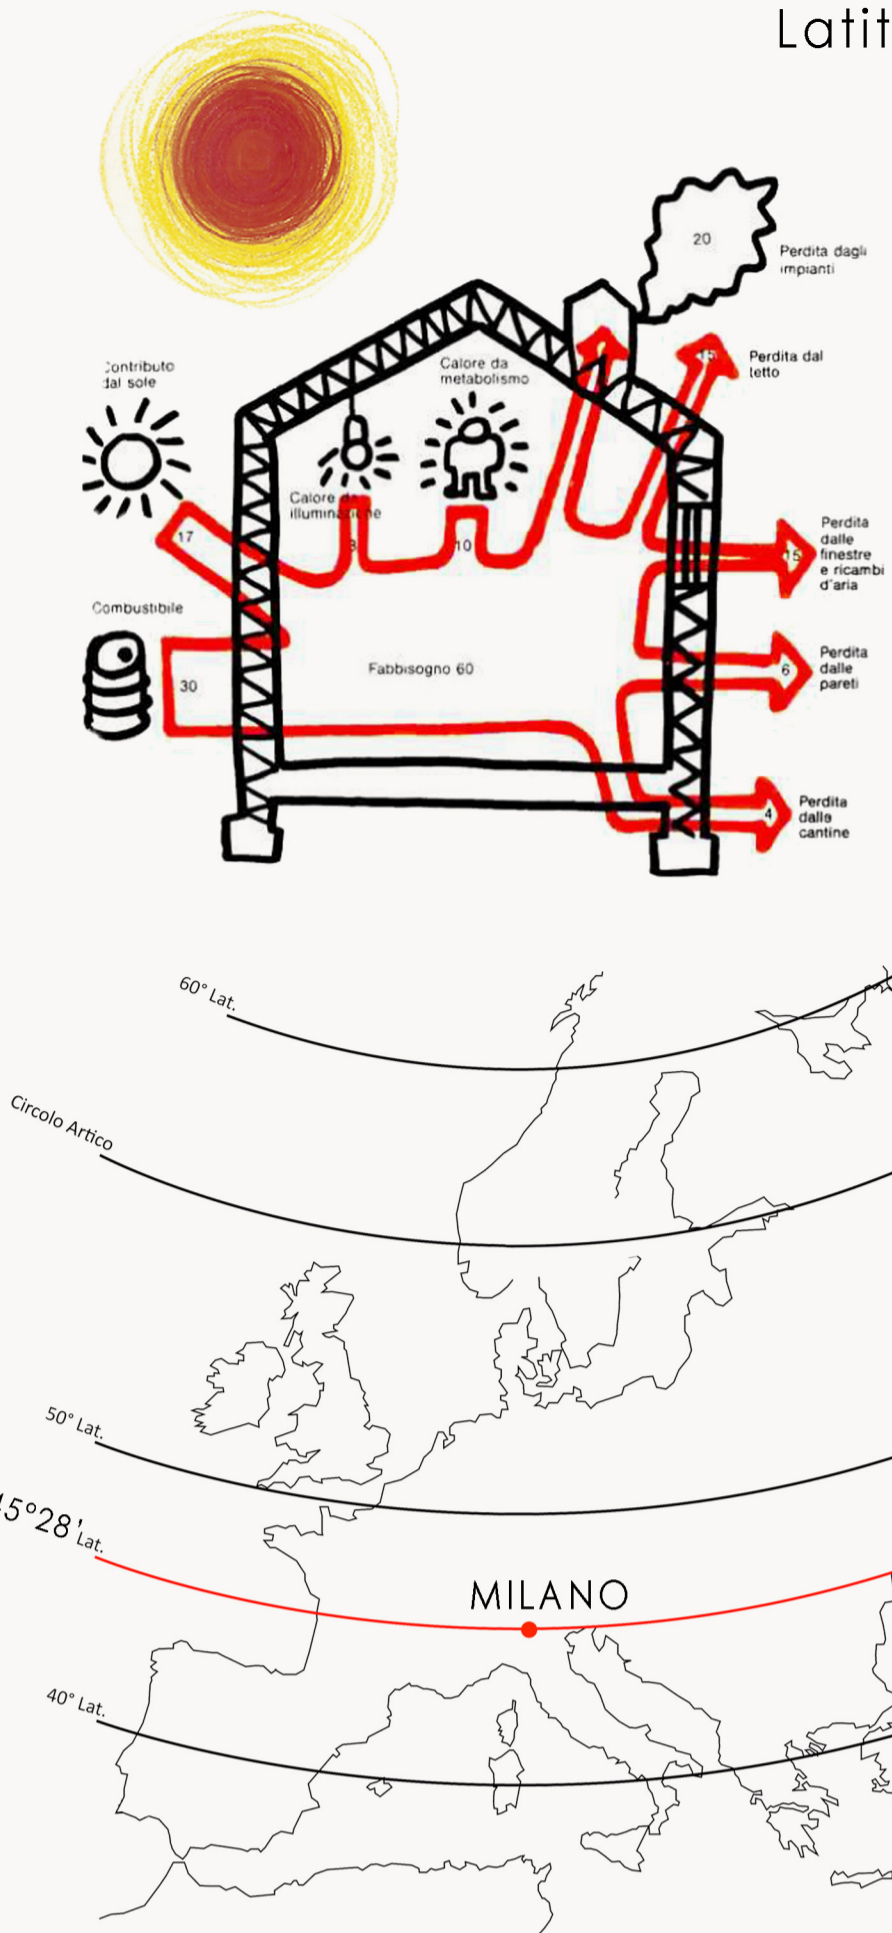 Latit
20
Perdita dagli
impianti
15
Perdita dal
tetto
Contributo
dal sole
Calore da
metabolismo
Calore da
illuminazione
17
3
10
Perdita
dalle
finestre
e ricambi
d'aria
15
Combustibile
30
Fabbisogno 60
Perdita
dalle
pareti
6
Perdita
dalle
cantine
4
60° Lat.
Circolo Artico
50° Lat.
45°28' Lat.
MILANO
40° Lat.